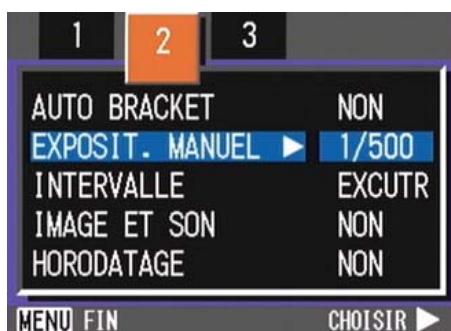 1 2 3
AUTO BRACKET NON
EXPOSIT. MANUEL ▶ 1/500
INTERVALLE EXCUTR
IMAGE ET SON NON
HORODATAGE NON
MENU FIN CHOISIR ▶